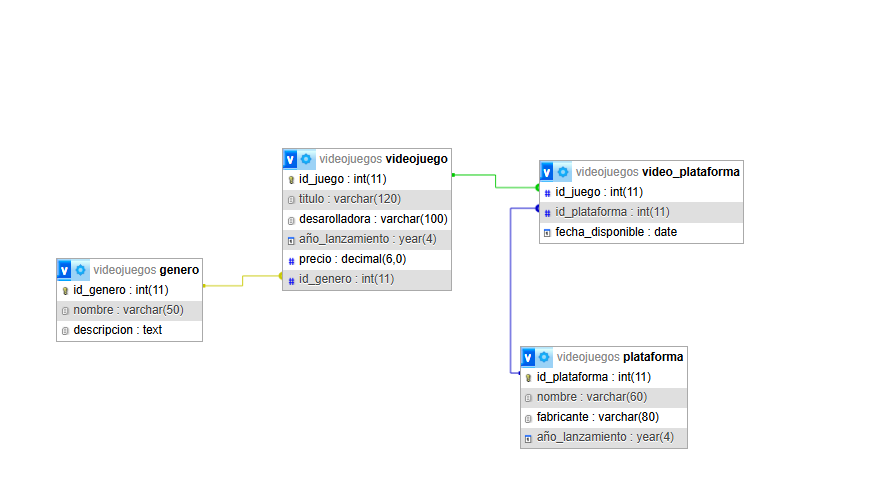 v videojuegos videojuego
id_juego : int(11)
titulo : varchar(120)
desarolladora : varchar(100)
año_lanzamiento : year(4)
precio : decimal(6,0)
id_genero : int(11)
v videojuegos video_plataforma
id_juego : int(11)
id_plataforma : int(11)
fecha_disponible : date
v videojuegos genero
id_genero : int(11)
nombre : varchar(50)
descripcion : text
v videojuegos plataforma
id_plataforma : int(11)
nombre : varchar(60)
fabricante : varchar(80)
año_lanzamiento : year(4)